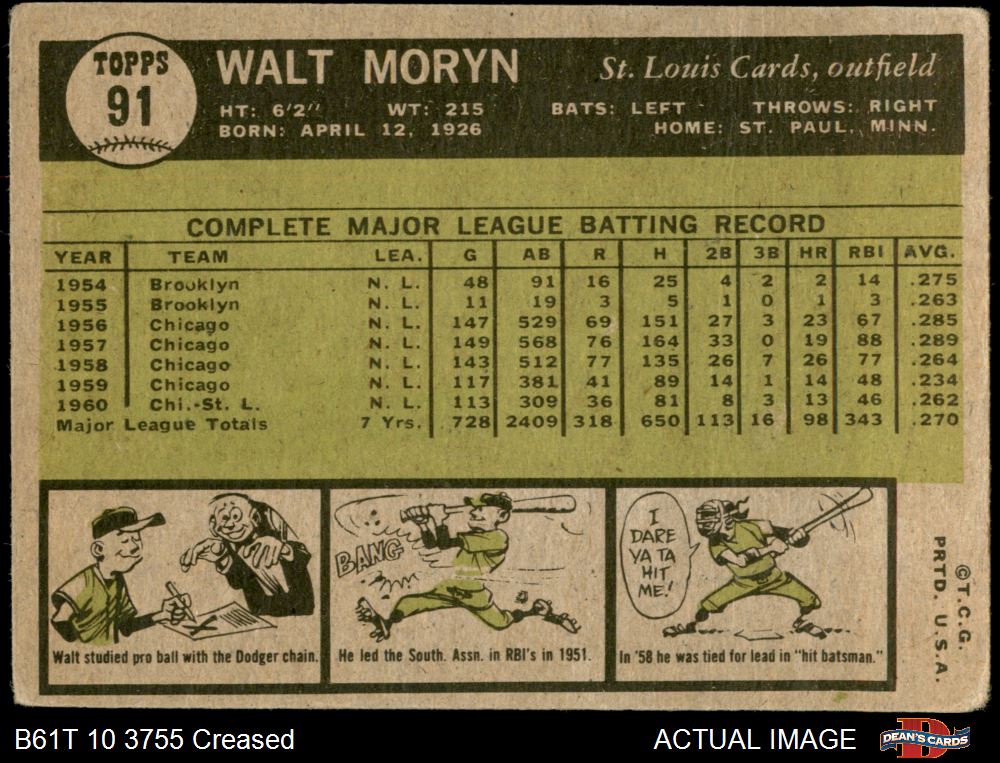 TOPPS
91
WALT MORYN
St. Louis Cards, outfield
HT: 6'2" WT: 215 BATS: LEFT THROWS: RIGHT
BORN: APRIL 12, 1926 HOME: ST. PAUL, MINN.
COMPLETE MAJOR LEAGUE BATTING RECORD
YEAR TEAM LEA. G AB R H 2B 3B HR RBI AVG.
1954 Brooklyn N. L. 48 91 16 25 4 2 2 14 .275
1955 Brooklyn N. L. 11 19 3 5 1 0 1 3 .263
1956 Chicago N. L. 147 529 69 151 27 3 23 67 .285
1957 Chicago N. L. 149 568 76 164 33 0 19 88 .289
1958 Chicago N. L. 143 512 77 135 26 7 26 77 .264
1959 Chicago N. L. 117 381 41 89 14 1 14 48 .234
1960 Chi.-St. L. N. L. 113 309 36 81 8 3 13 46 .262
Major League Totals 7 Yrs. 728 2409 318 650 113 16 98 343 .270
BANG
I
DARE
YA TA
HIT
ME!
Walt studied pro ball with the Dodger chain.
He led the South. Assn. in RBI's in 1951.
In '58 he was tied for lead in "hit batsman."
©T.C.G.
PRTD. U.S.A.
B61T 10 3755 Creased
ACTUAL IMAGE
DEAN'S CARDS